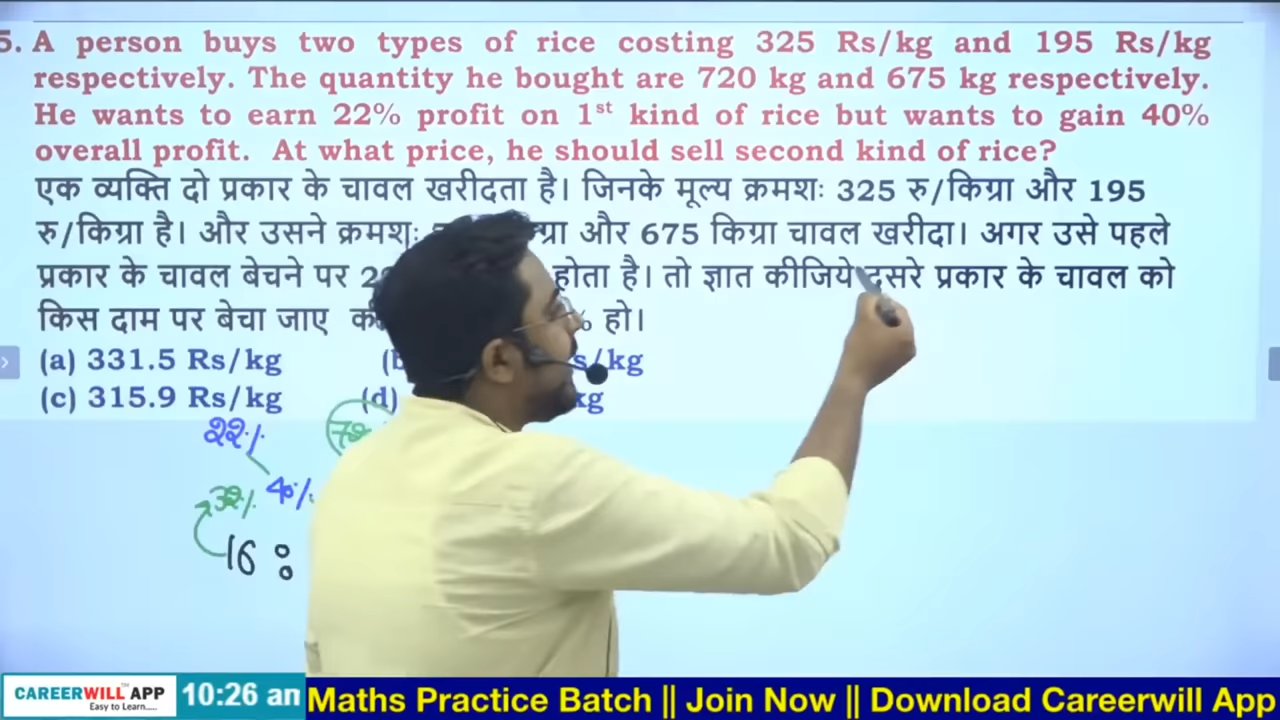 5. A person buys two types of rice costing 325 Rs/kg and 195 Rs/kg
respectively. The quantity he bought are 720 kg and 675 kg respectively.
He wants to earn 22% profit on 1st kind of rice but wants to gain 40%
overall profit. At what price, he should sell second kind of rice?
एक व्यक्ति दो प्रकार के चावल खरीदता है। जिनके मूल्य क्रमशः 325 रु/किग्रा और 195
रु/किग्रा है। और उसने क्रमशः और 675 किग्रा चावल खरीदा। अगर उसे पहले
प्रकार के चावल बेचने पर होता है। तो ज्ञात कीजिये दुसरे प्रकार के चावल को
किस दाम पर बेचा जाए हो।
(a) 331.5 Rs/kg
(c) 315.9 Rs/kg (d)
22%
32% 40%
16 :
CAREERWILL APP
Easy to Learn.....
10:26 am
Maths Practice Batch || Join Now || Download Careerwill App